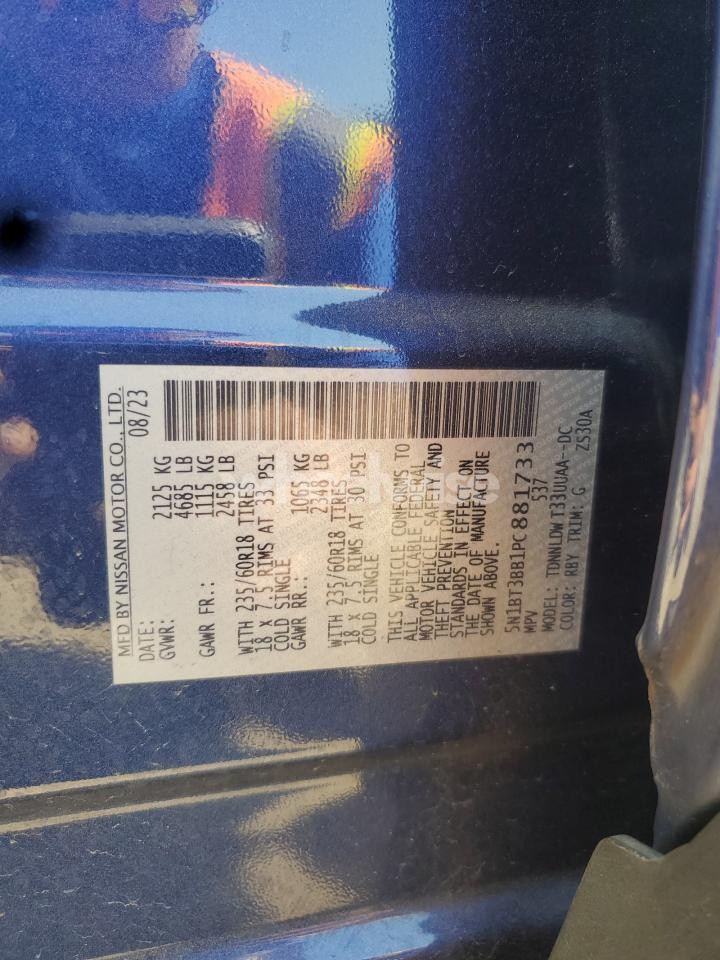 MFD BY NISSAN MOTOR CO., LTD.
DATE: 08/23
GVWR: 2125 KG
4685 LB
GAWR FR.: 1115 KG
2458 LB
WITH 235/60R18 TIRES
18 x 7.5 RIMS AT 33 PSI
COLD SINGLE
GAWR RR.: 1065 KG
2348 LB
WITH 235/60R18 TIRES
18 x 7.5 RIMS AT 30 PSI
COLD SINGLE
THIS VEHICLE CONFORMS TO
ALL APPLICABLE FEDERAL
MOTOR VEHICLE SAFETY AND
THEFT PREVENTION
STANDARDS IN EFFECT ON
THE DATE OF MANUFACTURE
SHOWN ABOVE.
5N1BT3BB1PC881733
MPV 537
MODEL: TDWNLDWT33UUAA--DC
COLOR: RBY TRIM: G ZS30A